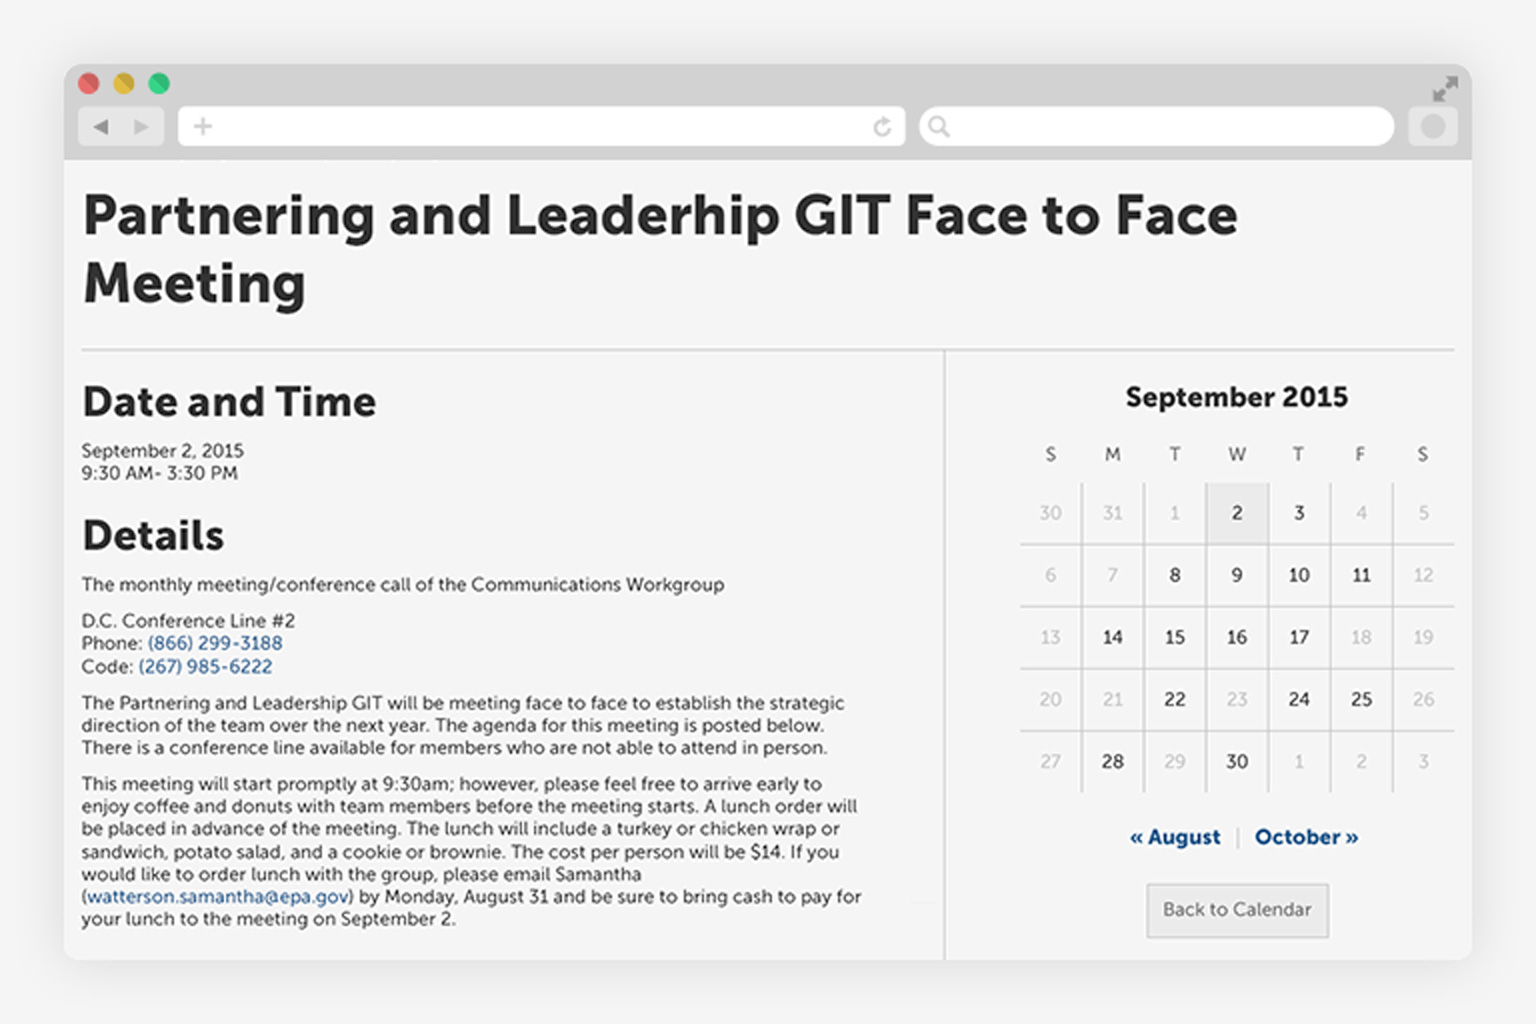 Partnering and Leaderhip GIT Face to Face
Meeting
Date and Time
September 2, 2015
9:30 AM- 3:30 PM
Details
The monthly meeting/conference call of the Communications Workgroup
D.C. Conference Line #2
Phone: (866) 299-3188
Code: (267) 985-6222
The Partnering and Leadership GIT will be meeting face to face to establish the strategic
direction of the team over the next year. The agenda for this meeting is posted below.
There is a conference line available for members who are not able to attend in person.
This meeting will start promptly at 9:30am; however, please feel free to arrive early to
enjoy coffee and donuts with team members before the meeting starts. A lunch order will
be placed in advance of the meeting. The lunch will include a turkey or chicken wrap or
sandwich, potato salad, and a cookie or brownie. The cost per person will be $14. If you
would like to order lunch with the group, please email Samantha
(watterson.samantha@epa.gov) by Monday, August 31 and be sure to bring cash to pay for
your lunch to the meeting on September 2.
September 2015
S M T W T F S
30 31 1 2 3 4 5
6 7 8 9 10 11 12
13 14 15 16 17 18 19
20 21 22 23 24 25 26
27 28 29 30 1 2 3
« August | October »
Back to Calendar